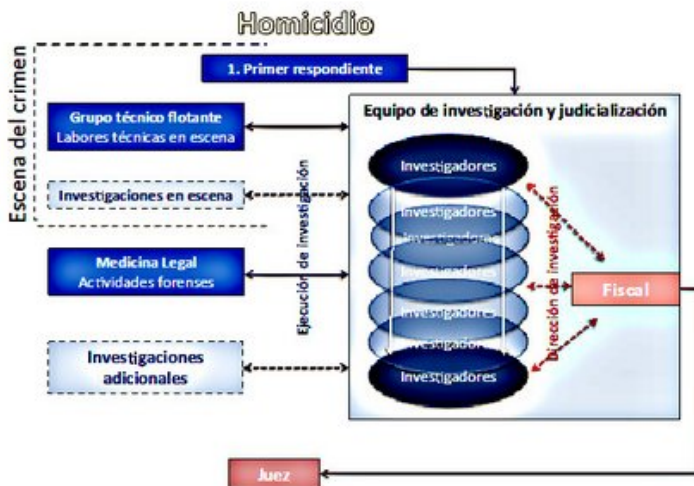 Homicidio
Escena del crimen
1. Primer respondiente
Grupo técnico flotante
Labores técnicas en escena
Investigaciones en escena
Medicina Legal
Actividades forenses
Investigaciones
adicionales
Ejecución de investigación
Equipo de investigación y judicialización
Investigadores
Investigadores
Investigadores
Investigadores
Investigadores
Investigadores
Investigadores
Dirección de investigación
Fiscal
Juez